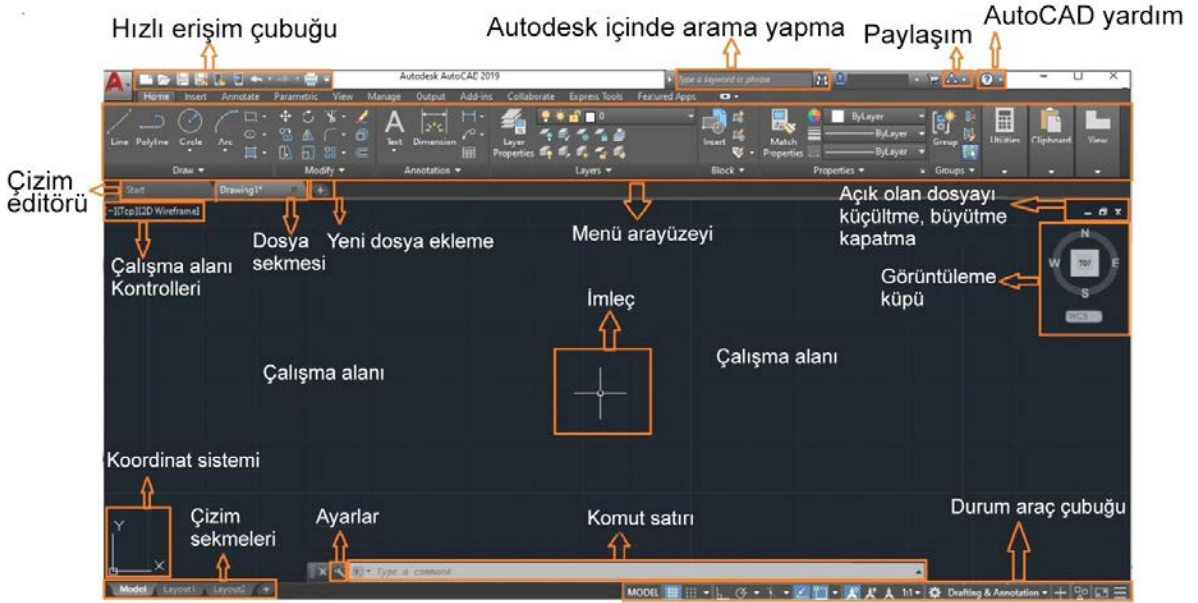 Hızlı erişim çubuğu
Autodesk içinde arama yapma
Paylaşım
AutoCAD yardım
Autodesk AutoCAD 2019
Type a keyword or phrase
Home Insert Annotate Parametric View Manage Output Add-ins Collaborate Express Tools Featured Apps
0
ByLayer
ByLayer
ByLayer
Line Polyline Circle Arc
Text Dimension
Layer
Properties
Insert
Match
Properties
Group
Utilities
Clipboard
View
Draw
Modify
Annotation
Layers
Block
Properties
Groups
Çizim
editörü
Start
Drawing1*
+
[-][Top][2D Wireframe]
Çalışma alanı
Kontrolleri
Dosya
sekmesi
Yeni dosya ekleme
Menü arayüzeyi
Açık olan dosyayı
küçültme, büyütme
kapatma
N
W
TOP
E
S
WCS
Görüntüleme
küpü
İmleç
Çalışma alanı
Çalışma alanı
Koordinat sistemi
Y
X
Çizim
sekmeleri
Ayarlar
Komut satırı
Durum araç çubuğu
Type a command
Model Layout1 Layout2 +
MODEL
1:1
Drafting & Annotation